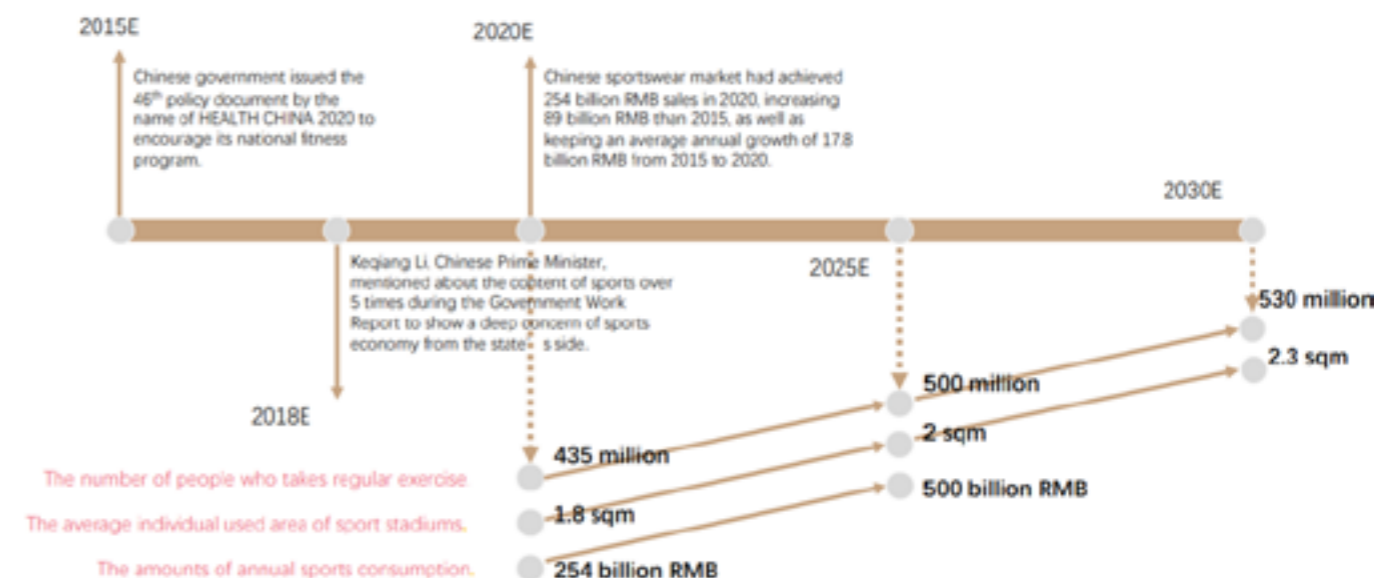 2015E
Chinese government issued the
46th policy document by the
name of HEALTH CHINA 2020 to
encourage its national fitness
program.
2020E
Chinese sportswear market had achieved
254 billion RMB sales in 2020, increasing
89 billion RMB than 2015, as well as
keeping an average annual growth of 17.8
billion RMB from 2015 to 2020.
2030E
Keqiang Li, Chinese Prime Minister,
mentioned about the content of sports over
5 times during the Government Work
Report to show a deep concern of sports
economy from the state' s side.
2018E
2025E
530 million
2.3 sqm
500 million
2 sqm
500 billion RMB
The number of people who takes regular exercise
435 million
The average individual used area of sport stadiums.
1.8 sqm
The amounts of annual sports consumption.
254 billion RMB